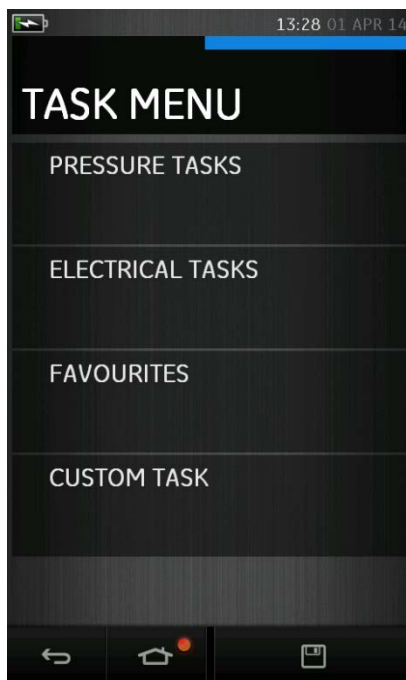 13:28 01 APR 14
TASK MENU
PRESSURE TASKS
ELECTRICAL TASKS
FAVOURITES
CUSTOM TASK